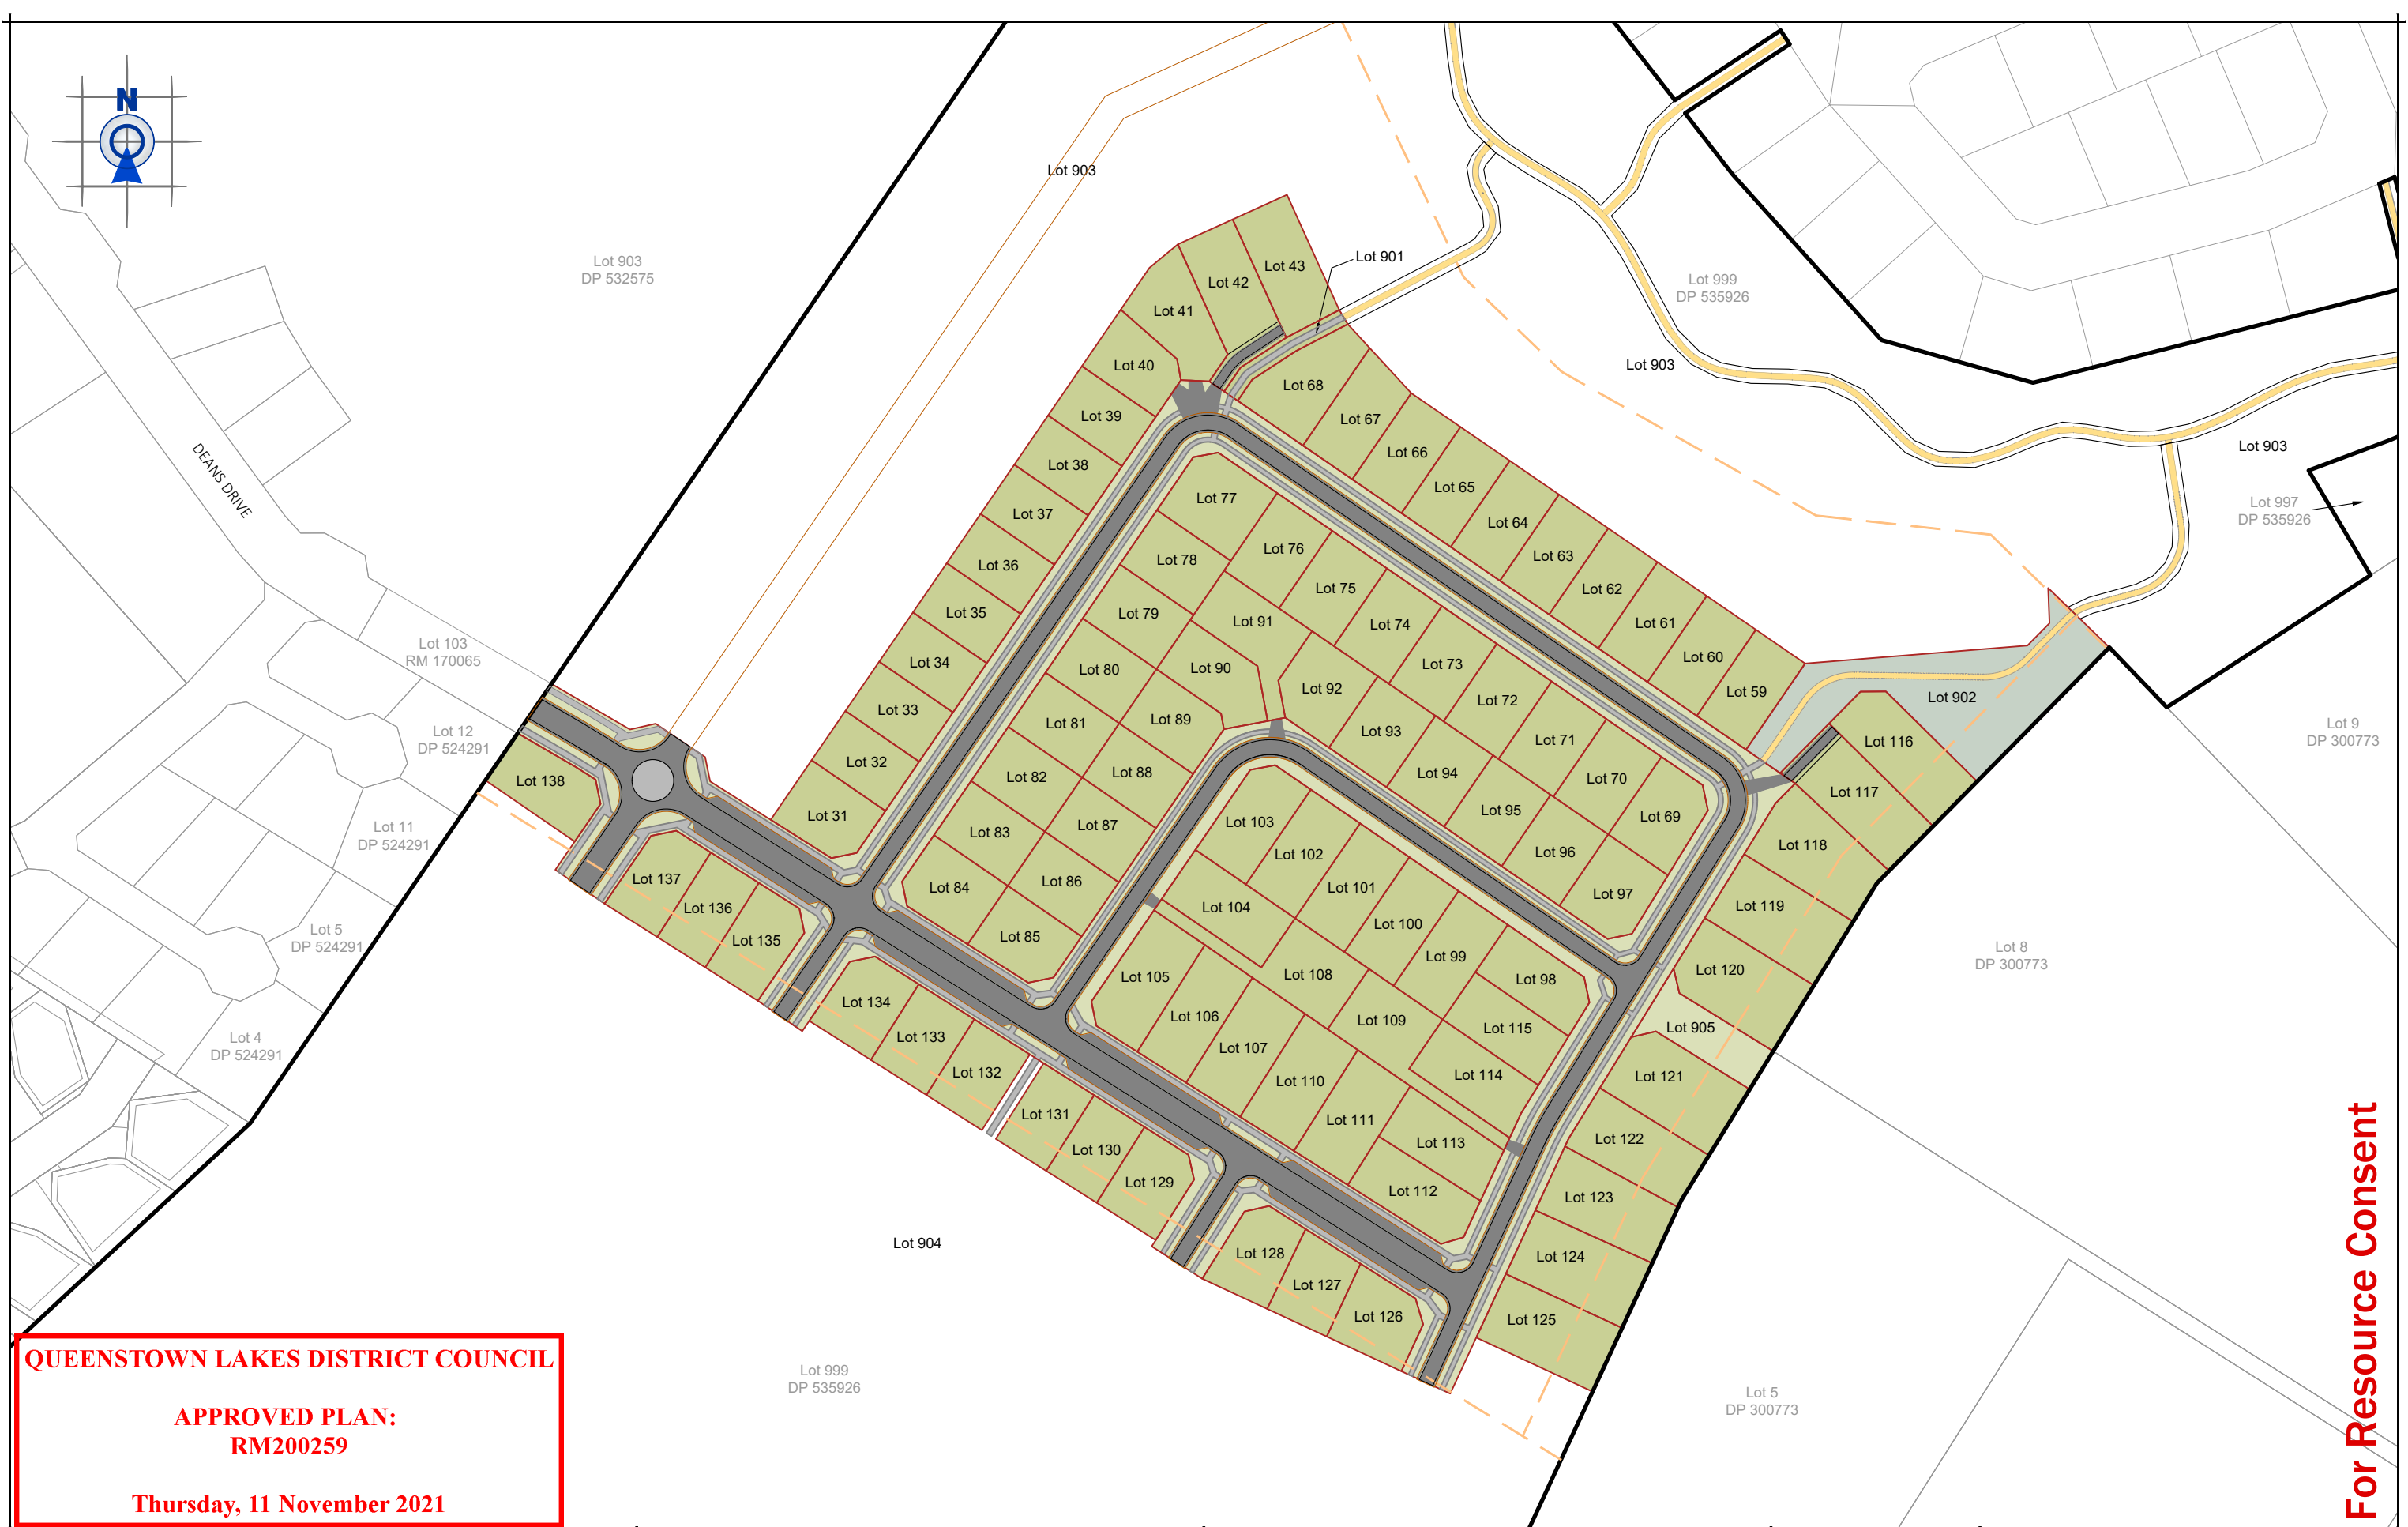 N
Lot 903
Lot 903
DP 532575
Lot 901
Lot 43
Lot 42
Lot 41
Lot 40
Lot 39
Lot 38
Lot 37
Lot 36
Lot 35
Lot 34
Lot 33
Lot 32
Lot 31
Lot 999
DP 535926
Lot 903
Lot 903
Lot 997
DP 535926
DEANS DRIVE
Lot 103
RM 170065
Lot 12
DP 524291
Lot 11
DP 524291
Lot 5
DP 524291
Lot 4
DP 524291
Lot 68
Lot 67
Lot 66
Lot 65
Lot 64
Lot 63
Lot 62
Lot 61
Lot 60
Lot 59
Lot 902
Lot 9
DP 300773
Lot 77
Lot 76
Lot 75
Lot 74
Lot 73
Lot 72
Lot 71
Lot 70
Lot 69
Lot 78
Lot 79
Lot 80
Lot 81
Lot 82
Lot 83
Lot 84
Lot 91
Lot 90
Lot 89
Lot 88
Lot 87
Lot 86
Lot 85
Lot 92
Lot 93
Lot 94
Lot 95
Lot 96
Lot 97
Lot 103
Lot 102
Lot 101
Lot 100
Lot 99
Lot 98
Lot 104
Lot 108
Lot 109
Lot 115
Lot 114
Lot 105
Lot 106
Lot 107
Lot 110
Lot 111
Lot 113
Lot 112
Lot 116
Lot 117
Lot 118
Lot 119
Lot 120
Lot 905
Lot 121
Lot 122
Lot 123
Lot 124
Lot 125
Lot 8
DP 300773
Lot 138
Lot 137
Lot 136
Lot 135
Lot 134
Lot 133
Lot 132
Lot 131
Lot 130
Lot 129
Lot 128
Lot 127
Lot 126
Lot 904
Lot 999
DP 535926
Lot 5
DP 300773
QUEENSTOWN LAKES DISTRICT COUNCIL
APPROVED PLAN:
RM200259
Thursday, 11 November 2021
For Resource Consent